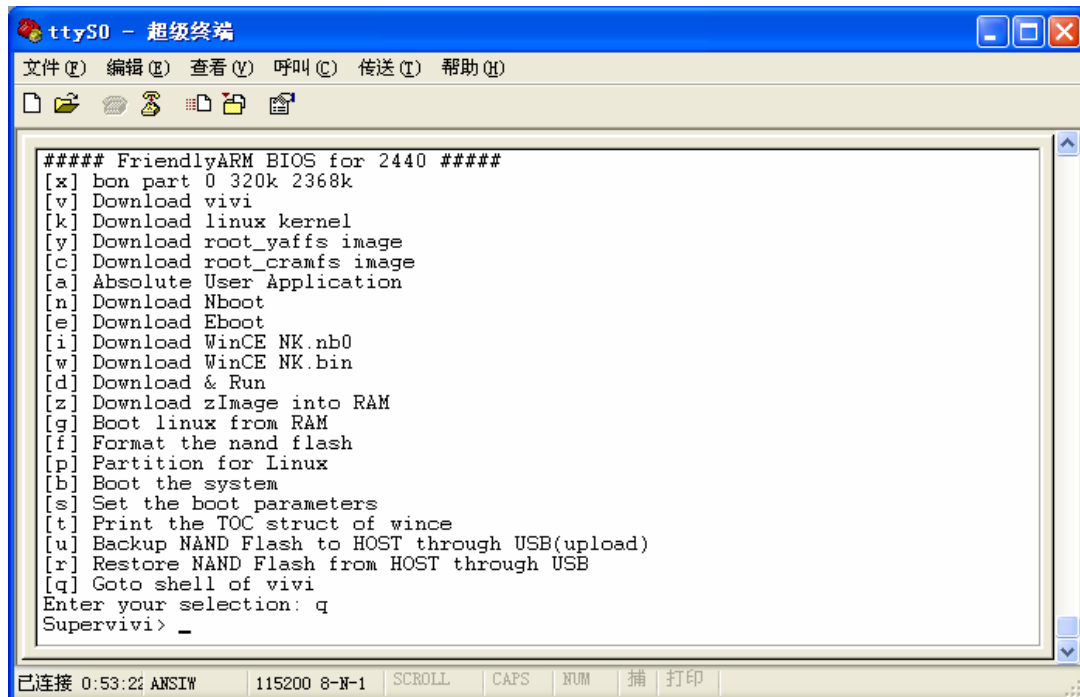 ttyS0 - 超级终端
文件(F) 编辑(E) 查看(V) 呼叫(C) 传送(T) 帮助(H)
##### FriendlyARM BIOS for 2440 #####
[x] bon part 0 320k 2368k
[v] Download vivi
[k] Download linux kernel
[y] Download root_yaffs image
[c] Download root_cramfs image
[a] Absolute User Application
[n] Download Nboot
[e] Download Eboot
[i] Download WinCE NK.nb0
[w] Download WinCE NK.bin
[d] Download & Run
[z] Download zImage into RAM
[g] Boot linux from RAM
[f] Format the nand flash
[p] Partition for Linux
[b] Boot the system
[s] Set the boot parameters
[t] Print the TOC struct of wince
[u] Backup NAND Flash to HOST through USB(upload)
[r] Restore NAND Flash from HOST through USB
[q] Goto shell of vivi
Enter your selection: q
Supervivi> _
已连接 0:53:22 ANSIW 115200 8-N-1 SCROLL CAPS NUM 捕 打印